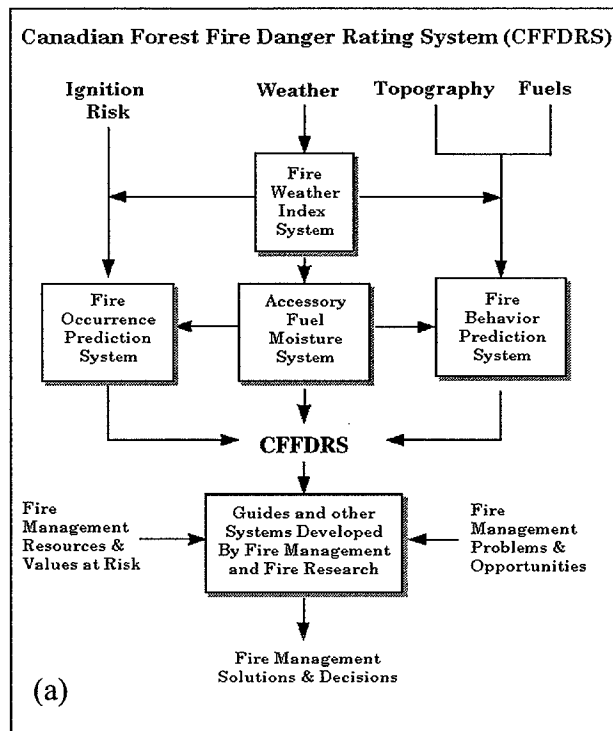 Canadian Forest Fire Danger Rating System (CFFDRS)
Ignition
Risk
Weather
Topography
Fuels
Fire
Weather
Index
System
Fire
Occurrence
Prediction
System
Accessory
Fuel
Moisture
System
Fire
Behavior
Prediction
System
CFFDRS
Fire
Management
Resources &
Values at Risk
Guides and other
Systems Developed
By Fire Management
and Fire Research
Fire
Management
Problems &
Opportunities
Fire Management
Solutions & Decisions
(a)